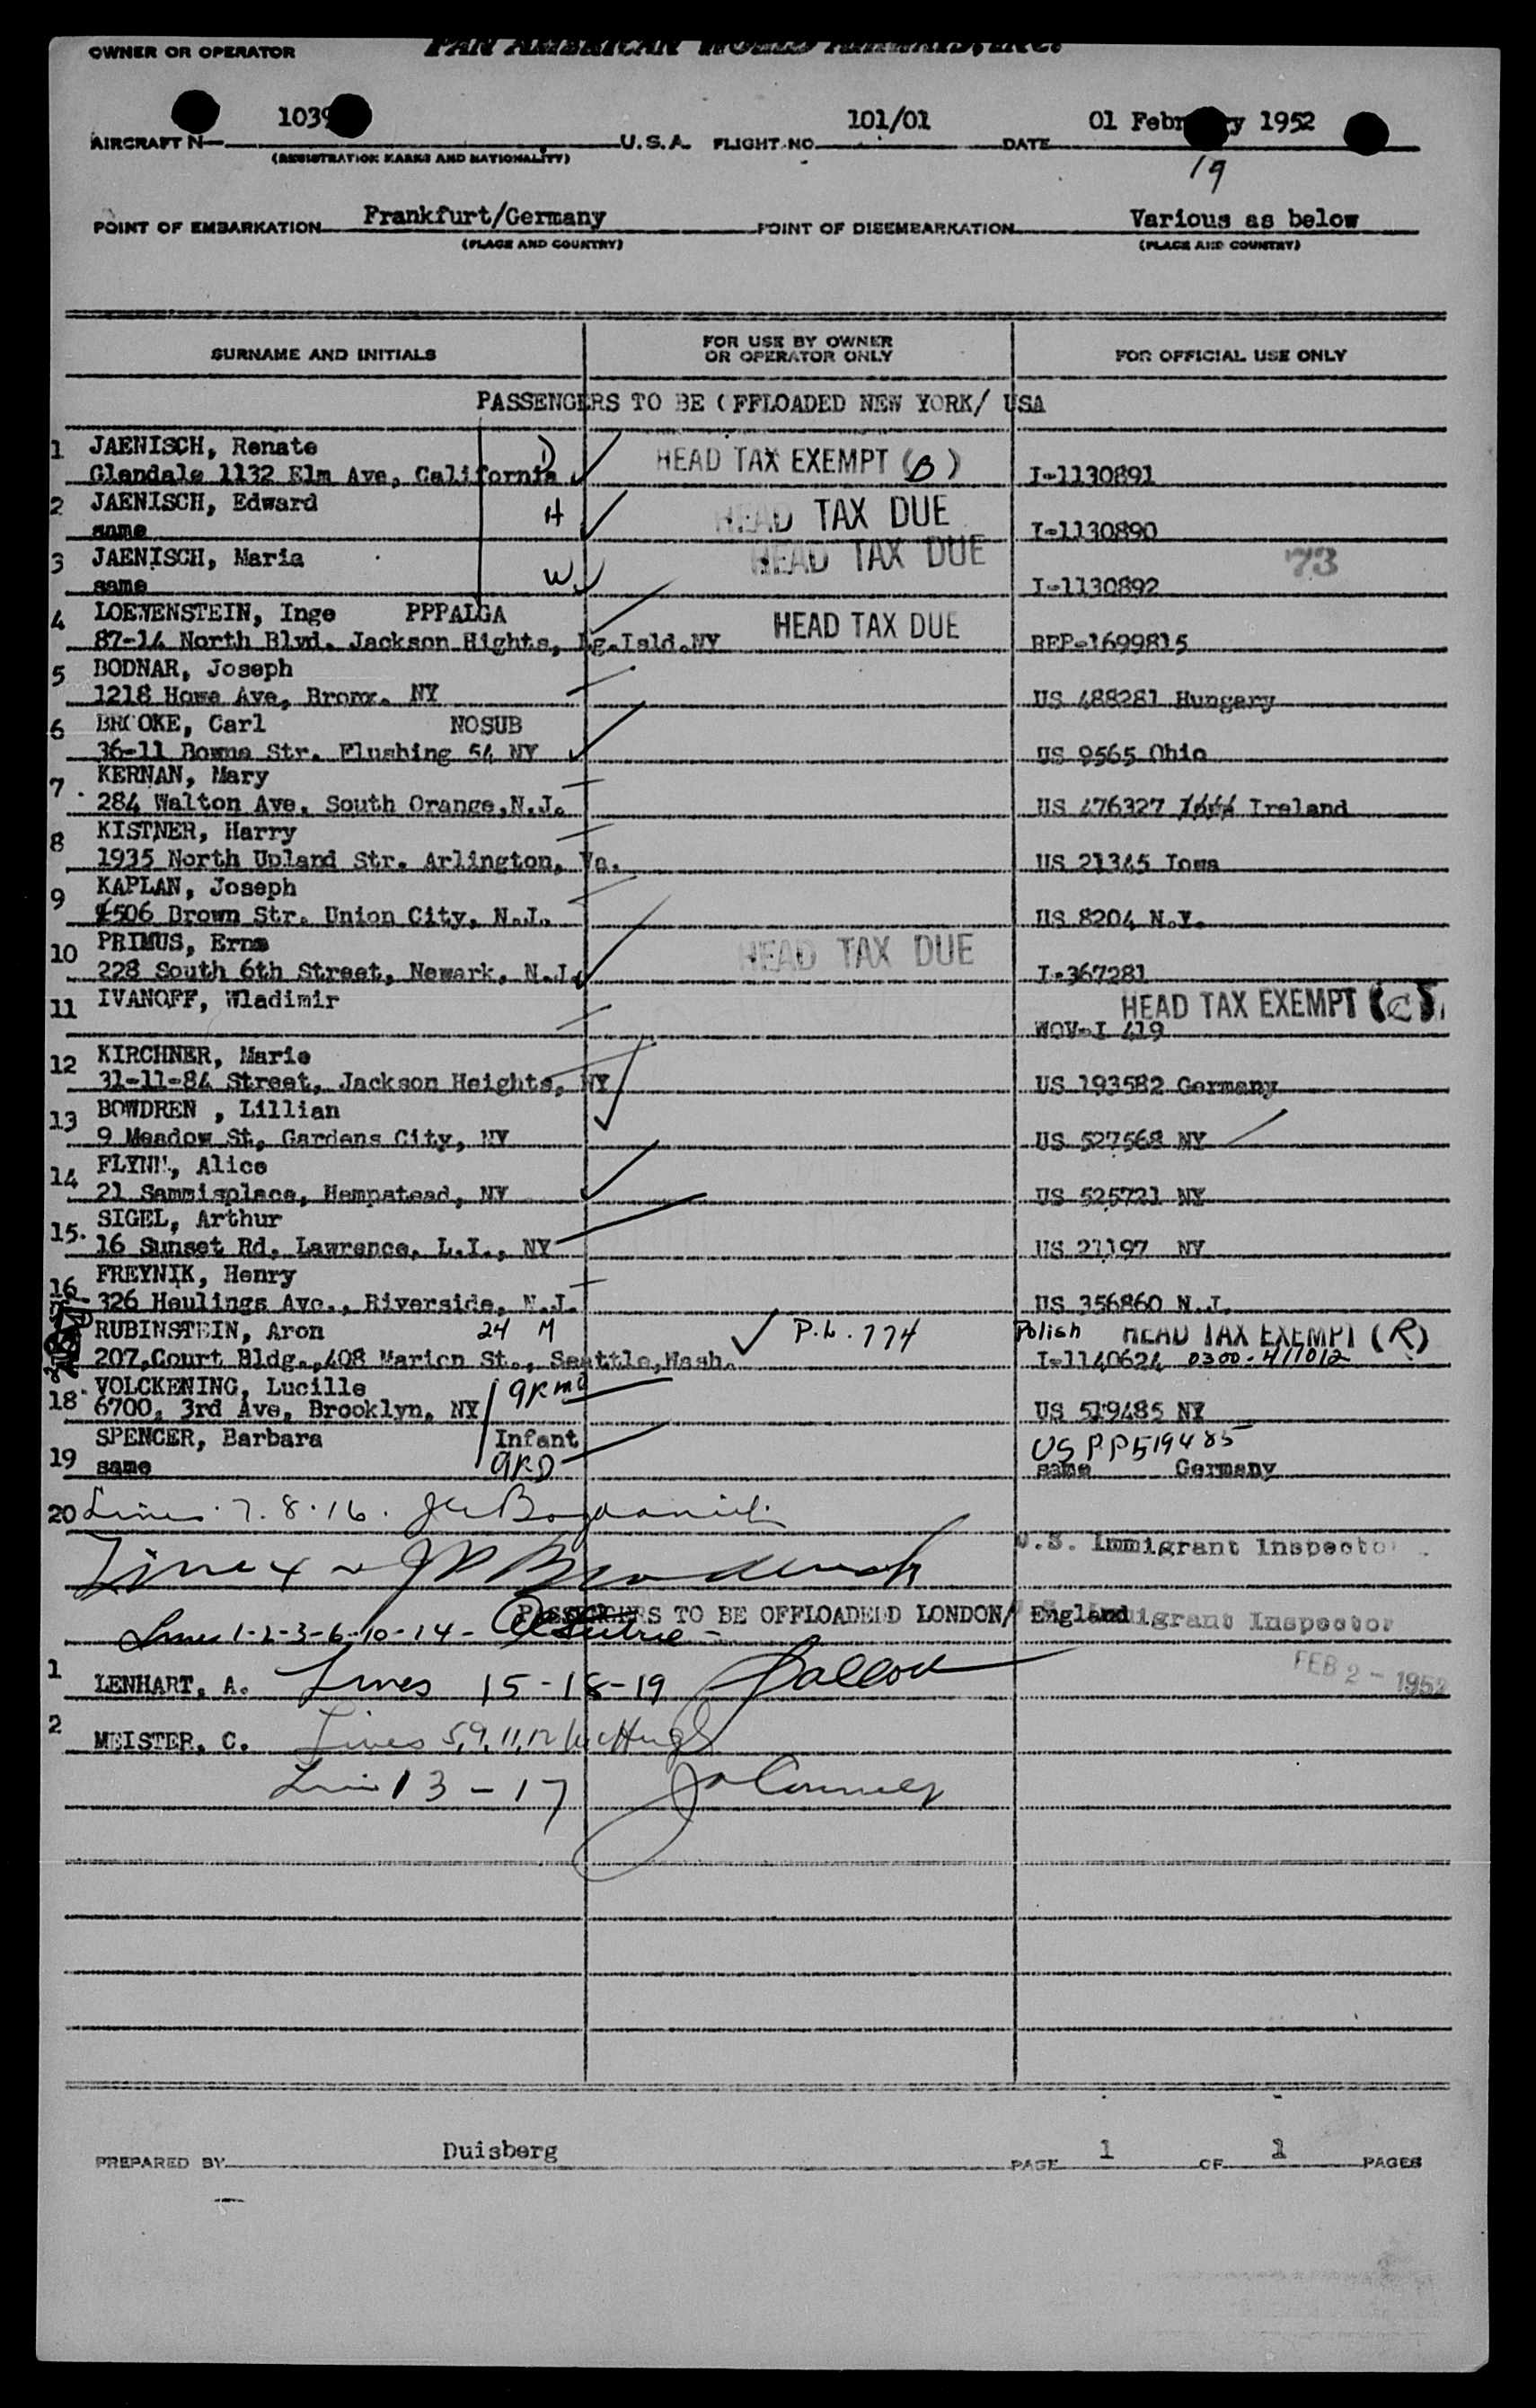 OWNER OR OPERATOR PAN AMERICAN WORLD AIRWAYS, INC.
AIRCRAFT N 1039 U.S.A. FLIGHT NO. 101/01 DATE 01 February 1952
(REGISTRATION MARKS AND NATIONALITY)
19
POINT OF EMBARKATION Frankfurt/Germany POINT OF DISEMBARKATION Various as below
(PLACE AND COUNTRY) (PLACE AND COUNTRY)
SURNAME AND INITIALS FOR USE BY OWNER OR OPERATOR ONLY FOR OFFICIAL USE ONLY
PASSENGERS TO BE OFFLOADED NEW YORK/ USA
1 JAENISCH, Renate D HEAD TAX EXEMPT (B)
Glendale 1132 Elm Ave, California I-1130891
2 JAENISCH, Edward H HEAD TAX DUE
same I-1130890
3 JAENISCH, Maria W HEAD TAX DUE 73
same I-1130892
4 LOEWENSTEIN, Inge PPPALGA HEAD TAX DUE
87-14 North Blvd. Jackson Hights, Lg.Isld.NY REP-1699815
5 BODNAR, Joseph
1218 Howe Ave, Bronx. NY US 488281 Hungary
6 BROOKE, Carl NOSUB
36-11 Bowne Str. Flushing 54 NY US 9565 Ohio
7. KERNAN, Mary
284 Walton Ave. South Orange,N.J. US 476327 Iowa Ireland
8 KISTNER, Harry
1935 North Upland Str. Arlington, Va. US 21345 Iowa
9 KAPLAN, Joseph
4506 Brown Str. Union City, N.J. US 8204 N.Y.
10 PRIMUS, Erna HEAD TAX DUE
228 South 6th Street, Newark, N.J. I-367281
11 IVANOFF, Wladimir HEAD TAX EXEMPT (C)
WOV-I 419
12 KIRCHNER, Marie
31-11-84 Street, Jackson Heights, NY US 193582 Germany
13 BOWDREN , Lillian
9 Meadow St, Gardens City, NY US 527568 NY
14 FLYNN, Alice
21 Sammisplace, Hempstead, NY US 525721 NY
15. SIGEL, Arthur
16 Sunset Rd. Lawrence, L.I., NY US 21197 NY
16 FREYNIK, Henry
326 Heulings Ave., Riverside, N.J. US 356860 N.J.
RUBINSTEIN, Aron 24 M P.L. 774 Polish HEAD TAX EXEMPT (R)
207,Court Bldg.,408 Marion St., Seattle,Wash. I-1140624 0300-411012
18. VOLCKENING, Lucille 9Kmd
6700, 3rd Ave, Brooklyn, NY US 519485 NY
SPENCER, Barbara Infant US PP519485
19 same 9KD same Germany
20 Lines 7. 8. 16.
U.S. Immigrant Inspector
Line 4
PASSENGERS TO BE OFFLOADED LONDON/ England
U.S. Immigrant Inspector
Lines 1-2-3-6-10-14-
FEB 2 - 1952
1 LENHART, A. Lines 15-18-19
2 MEISTER, C. Lines 5,9,11,12 McHugh
Line 13 - 17
PREPARED BY Duisberg PAGE 1 OF 1 PAGES